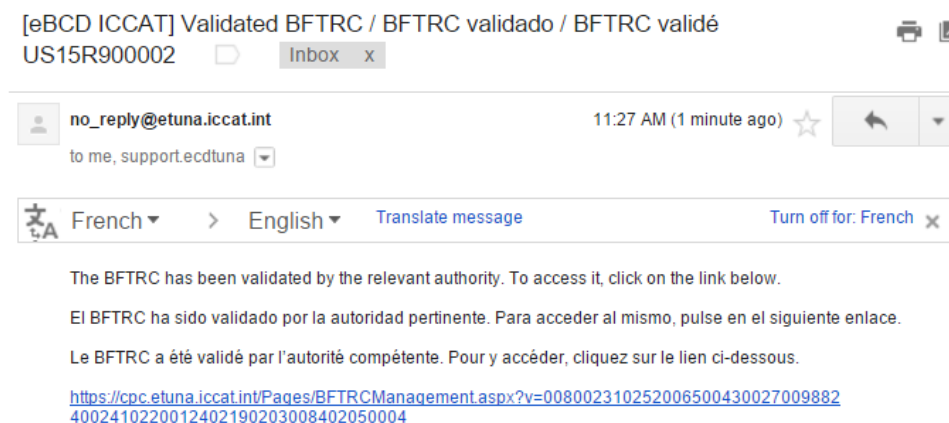 [eBCD ICCAT] Validated BFTRC / BFTRC validado / BFTRC validé
US15R900002 Inbox x
no_reply@etuna.iccat.int 11:27 AM (1 minute ago)
to me, support.ecdtuna
French > English Translate message Turn off for: French x
The BFTRC has been validated by the relevant authority. To access it, click on the link below.
El BFTRC ha sido validado por la autoridad pertinente. Para acceder al mismo, pulse en el siguiente enlace.
Le BFTRC a été validé par l'autorité compétente. Pour y accéder, cliquez sur le lien ci-dessous.
https://cpc.etuna.iccat.int/Pages/BFTRCManagement.aspx?v=008002310252006500430027009882
4002410220012402190203008402050004